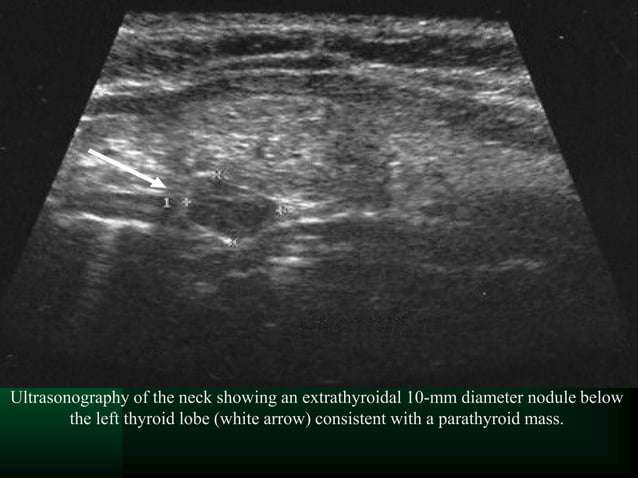 1
Ultrasonography of the neck showing an extrathyroidal 10-mm diameter nodule below
the left thyroid lobe (white arrow) consistent with a parathyroid mass.